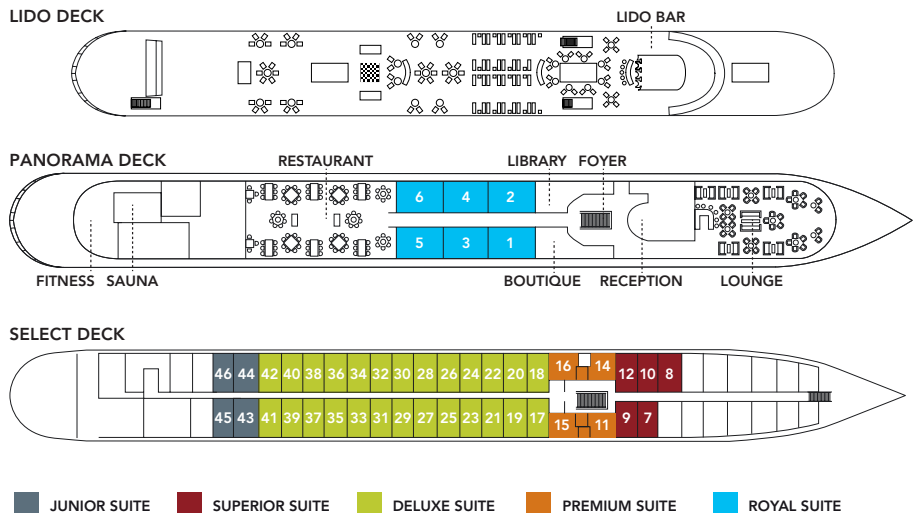 LIDO DECK
LIDO BAR
PANORAMA DECK
RESTAURANT
LIBRARY FOYER
6 4 2
5 3 1
FITNESS SAUNA
BOUTIQUE RECEPTION LOUNGE
SELECT DECK
46 44 42 40 38 36 34 32 30 28 26 24 22 20 18 16 14 12 10 8
45 43 41 39 37 35 33 31 29 27 25 23 21 19 17 15 11 9 7
JUNIOR SUITE SUPERIOR SUITE DELUXE SUITE PREMIUM SUITE ROYAL SUITE